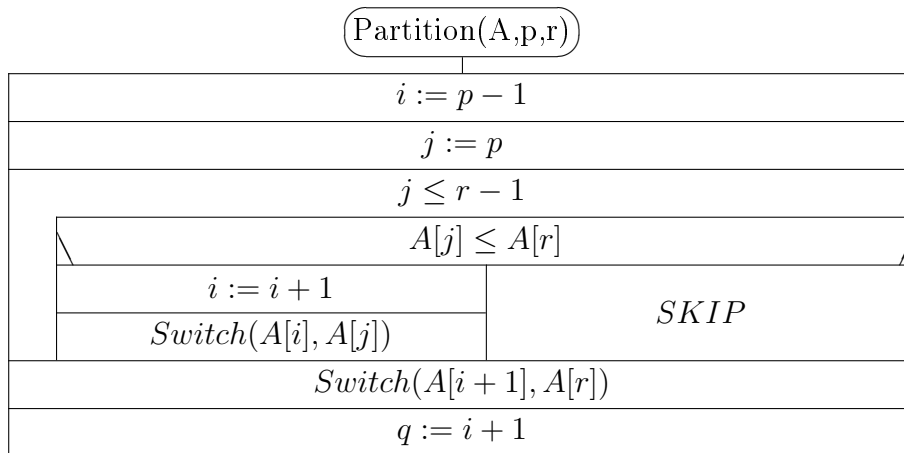 Partition(A,p,r)
i := p − 1
j := p
j ≤ r − 1
A[j] ≤ A[r]
i := i + 1
SKIP
Switch(A[i], A[j])
Switch(A[i + 1], A[r])
q := i + 1